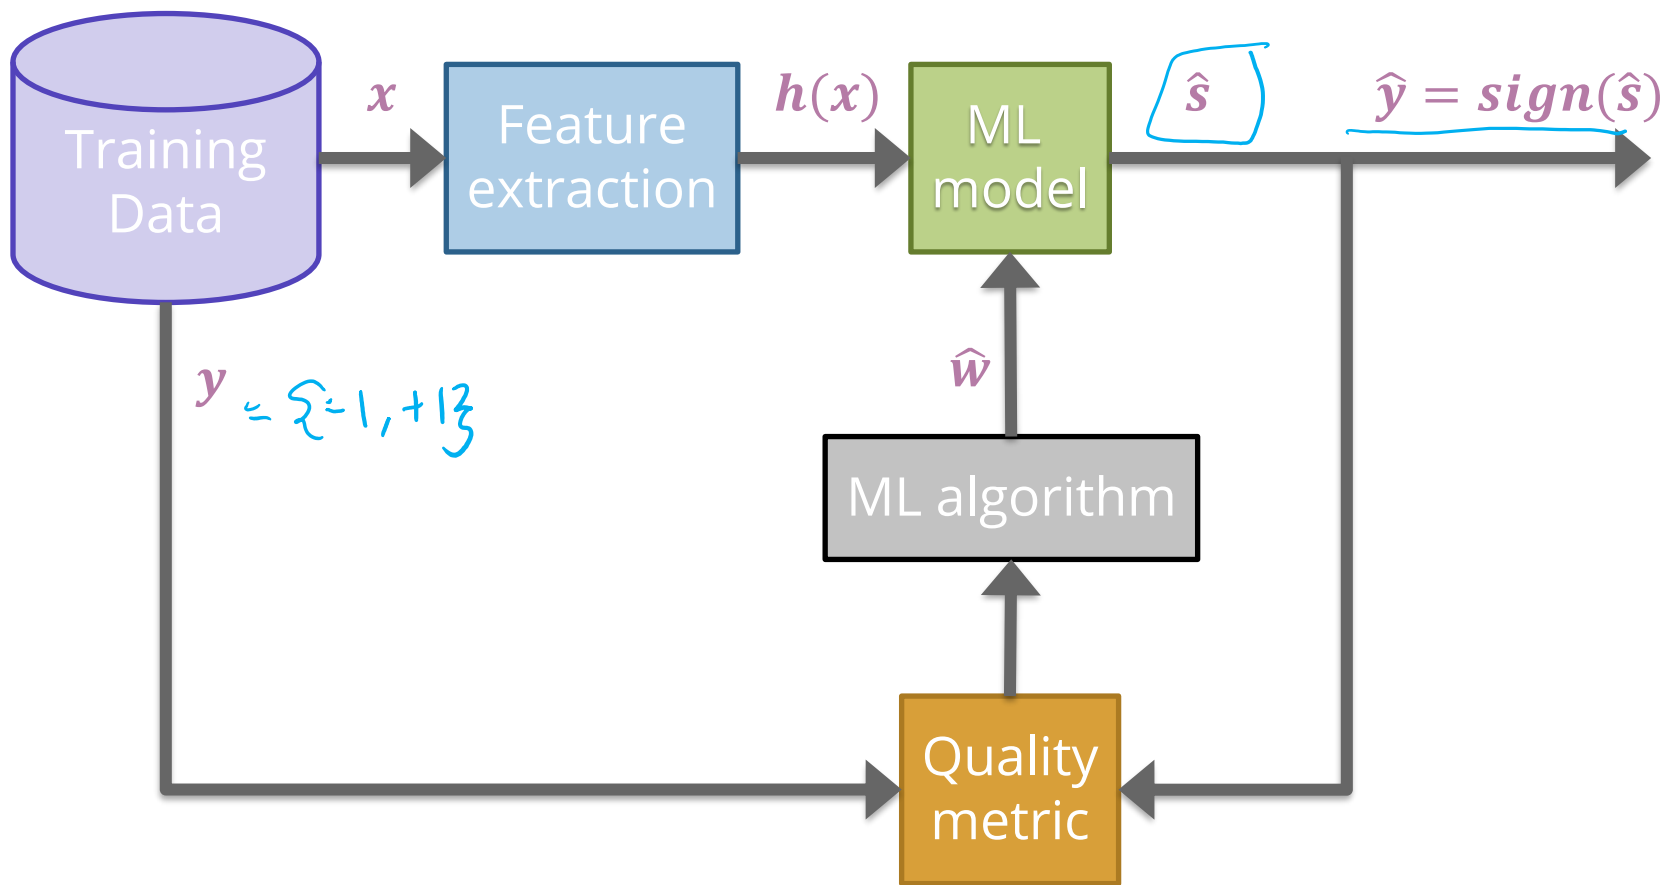 x
h(x)
ŝ
ŷ = sign(ŝ)
Training
Data
Feature
extraction
ML
model
y = {-1, +1}
ŵ
ML algorithm
Quality
metric